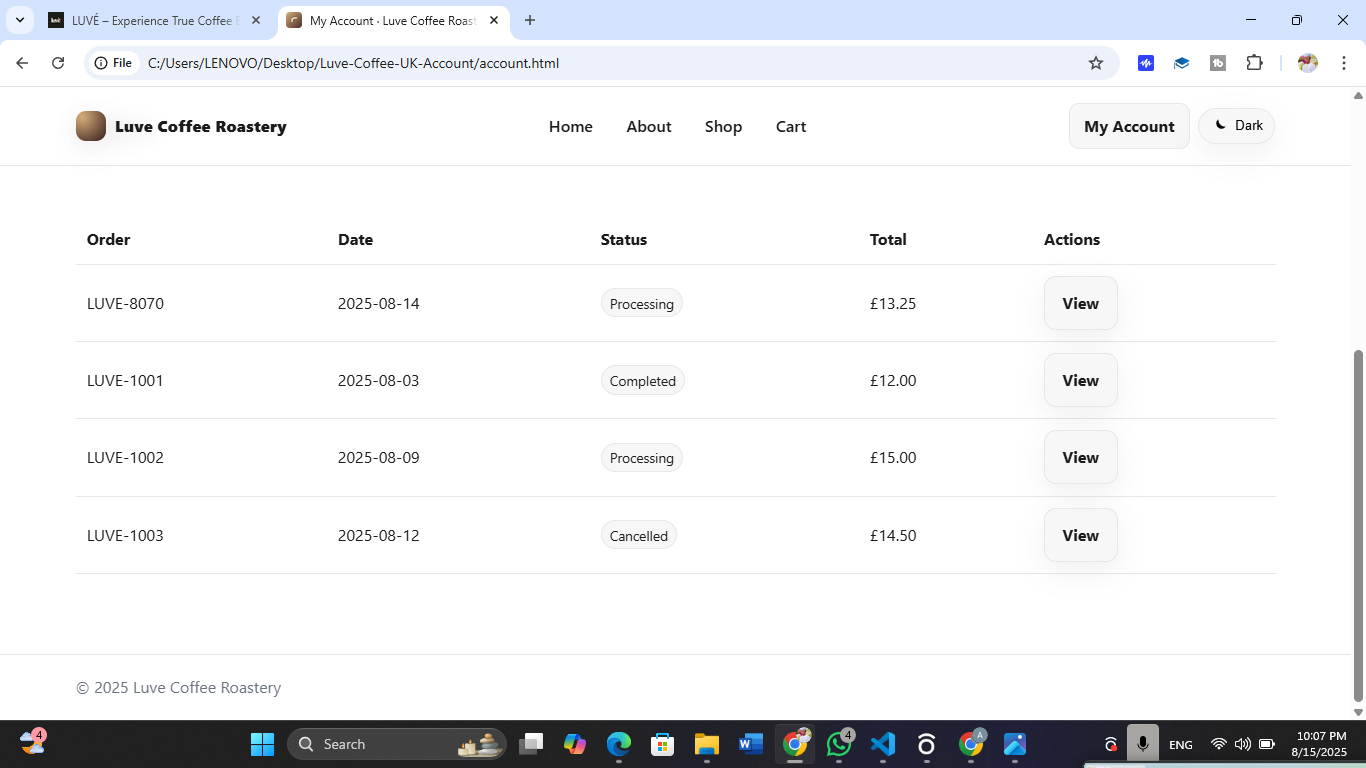 LUVÉ – Experience True Coffee
My Account · Luve Coffee Roast
File
C:/Users/LENOVO/Desktop/Luve-Coffee-UK-Account/account.html
Luve Coffee Roastery
Home About Shop Cart
My Account
Dark
Order Date Status Total Actions
LUVE-8070 2025-08-14 Processing £13.25 View
LUVE-1001 2025-08-03 Completed £12.00 View
LUVE-1002 2025-08-09 Processing £15.00 View
LUVE-1003 2025-08-12 Cancelled £14.50 View
© 2025 Luve Coffee Roastery
4
Search
4
A
ENG
10:07 PM
8/15/2025